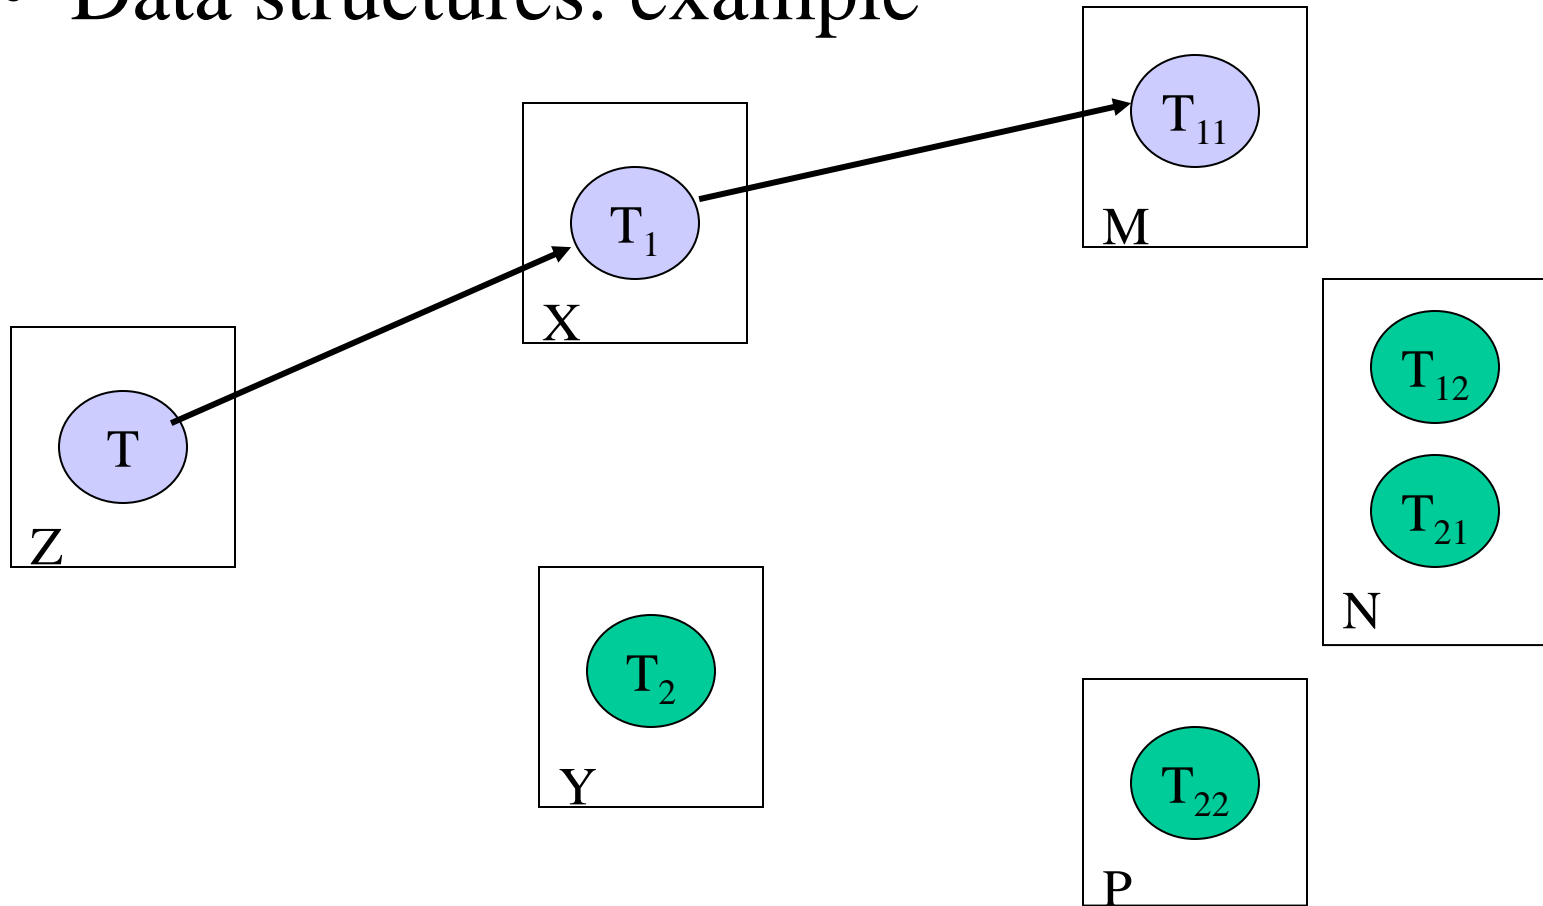 • Data structures: example
T₁₁
M
T₁
X
T₁₂
T
Z
T₂₁
N
T₂
Y
T₂₂
P